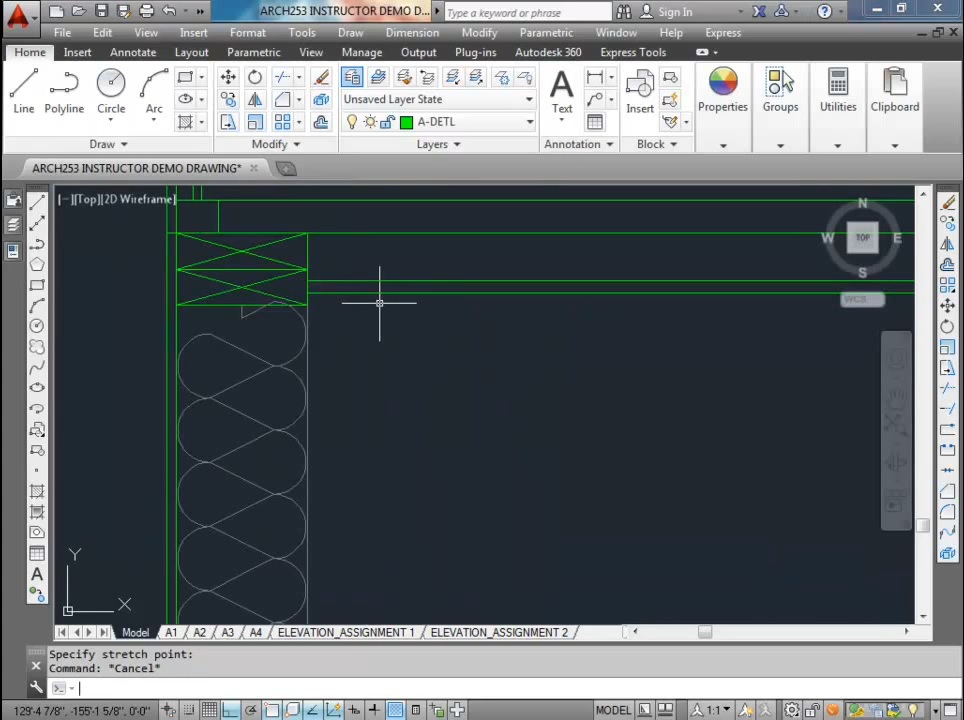 ARCH253 INSTRUCTOR DEMO D...
Type a keyword or phrase
Sign In
File Edit View Insert Format Tools Draw Dimension Modify Parametric Window Help Express
Home Insert Annotate Layout Parametric View Manage Output Plug-ins Autodesk 360 Express Tools
Line Polyline Circle Arc
Unsaved Layer State
A-DETL
Text Insert Properties Groups Utilities Clipboard
Draw Modify Layers Annotation Block
ARCH253 INSTRUCTOR DEMO DRAWING*
[−][Top][2D Wireframe]
N
W TOP E
S
WCS
Y
X
Model A1 A2 A3 A4 ELEVATION_ASSIGNMENT 1 ELEVATION_ASSIGNMENT 2
Specify stretch point:
Command: *Cancel*
129'-4 7/8", -155'-1 5/8", 0'-0" MODEL 1:1